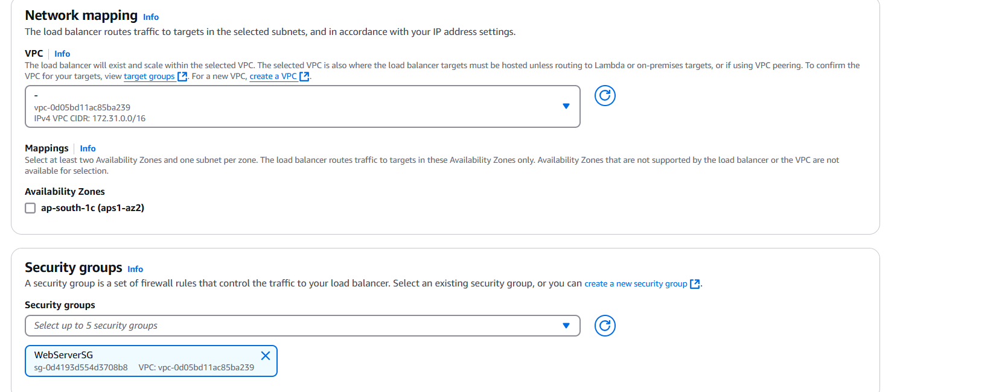 Network mapping Info
The load balancer routes traffic to targets in the selected subnets, and in accordance with your IP address settings.
VPC Info
The load balancer will exist and scale within the selected VPC. The selected VPC is also where the load balancer targets must be hosted unless routing to Lambda or on-premises targets, or if using VPC peering. To confirm the
VPC for your targets, view target groups. For a new VPC, create a VPC.
-
vpc-0d05bd11ac85ba239
IPv4 VPC CIDR: 172.31.0.0/16
Mappings Info
Select at least two Availability Zones and one subnet per zone. The load balancer routes traffic to targets in these Availability Zones only. Availability Zones that are not supported by the load balancer or the VPC are not
available for selection.
Availability Zones
ap-south-1c (aps1-az2)
Security groups Info
A security group is a set of firewall rules that control the traffic to your load balancer. Select an existing security group, or you can create a new security group.
Security groups
Select up to 5 security groups
WebServerSG
sg-0d4193d554d3708b8 VPC: vpc-0d05bd11ac85ba239